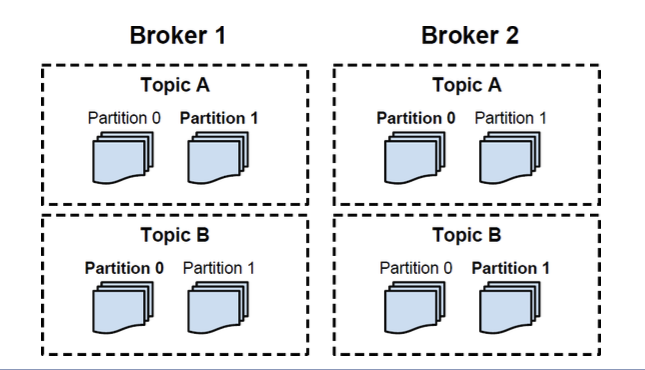 Broker 1 Broker 2
Topic A Topic A
Partition 0 Partition 1 Partition 0 Partition 1
Topic B Topic B
Partition 0 Partition 1 Partition 0 Partition 1